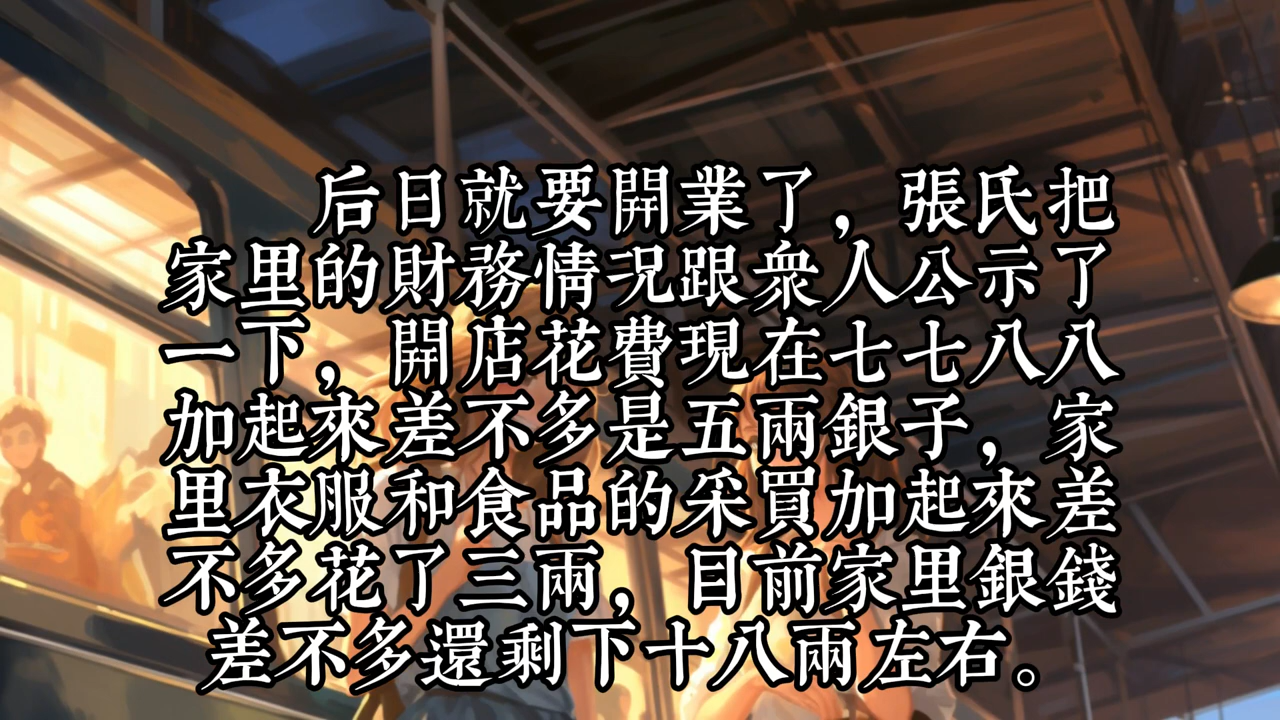 后日就要開業了，張氏把
家里的財務情况跟衆人公示了
一下，開店花費現在七七八八
加起來差不多是五兩銀子，家
里衣服和食品的采買加起來差
不多花了三兩，目前家里銀錢
差不多還剩下十八兩左右。